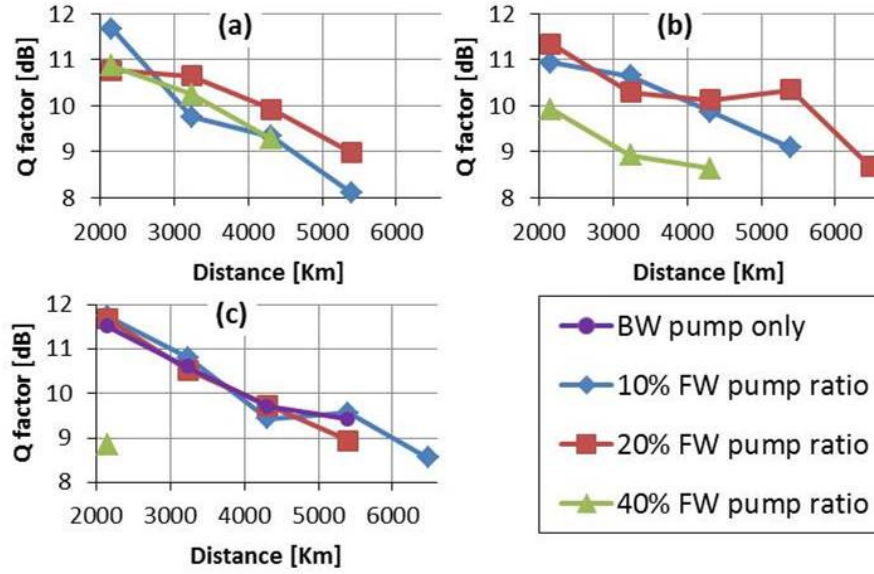 (a)
Q factor [dB]
12
11
10
9
8
2000 3000 4000 5000 6000
Distance [Km]
(b)
Q factor [dB]
12
11
10
9
8
2000 3000 4000 5000 6000
Distance [Km]
(c)
Q factor [dB]
12
11
10
9
8
2000 3000 4000 5000 6000
Distance [Km]
BW pump only
10% FW pump ratio
20% FW pump ratio
40% FW pump ratio